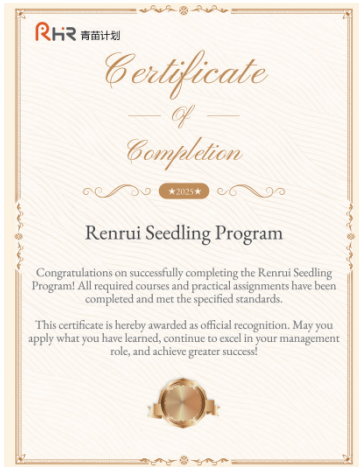 RHR 青苗计划
Certificate
Of
Completion
★2025★
Renrui Seedling Program
Congratulations on successfully completing the Renrui Seedling
Program! All required courses and practical assignments have been
completed and met the specified standards.
This certificate is hereby awarded as official recognition. May you
apply what you have learned, continue to excel in your management
role, and achieve greater success!